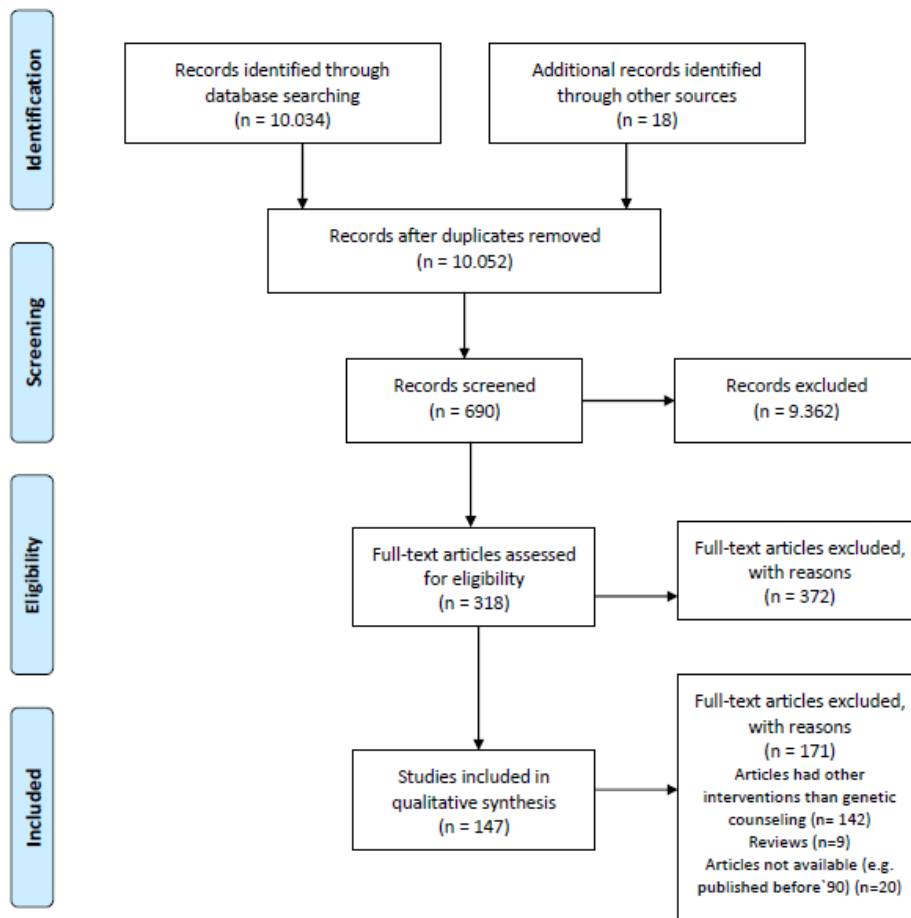 Identification
Records identified through
database searching
(n = 10.034)
Additional records identified
through other sources
(n = 18)
Records after duplicates removed
(n = 10.052)
Screening
Records screened
(n = 690)
Records excluded
(n = 9.362)
Eligibility
Full-text articles assessed
for eligibility
(n = 318)
Full-text articles excluded,
with reasons
(n = 372)
Included
Studies included in
qualitative synthesis
(n = 147)
Full-text articles excluded,
with reasons
(n = 171)
Articles had other
interventions than genetic
counseling (n= 142)
Reviews (n=9)
Articles not available (e.g.
published before`90) (n=20)